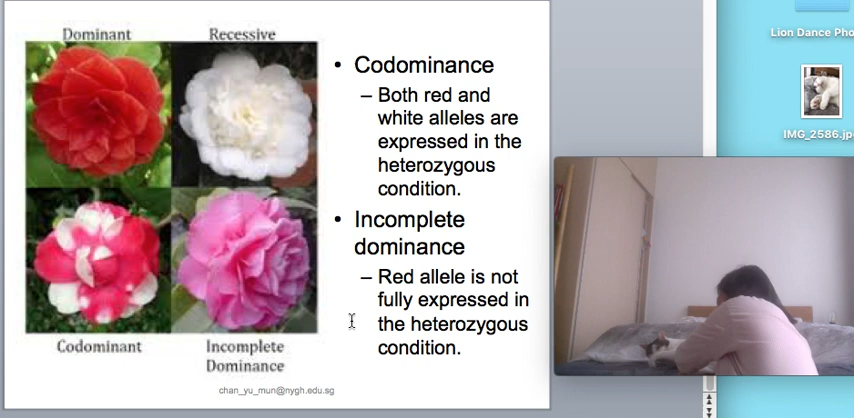 Dominant
Recessive
Codominant
Incomplete
Dominance
• Codominance
– Both red and
white alleles are
expressed in the
heterozygous
condition.
• Incomplete
dominance
– Red allele is not
fully expressed in
the heterozygous
condition.
chan_yu_mun@nygh.edu.sg
Lion Dance Pho
IMG_2586.jp